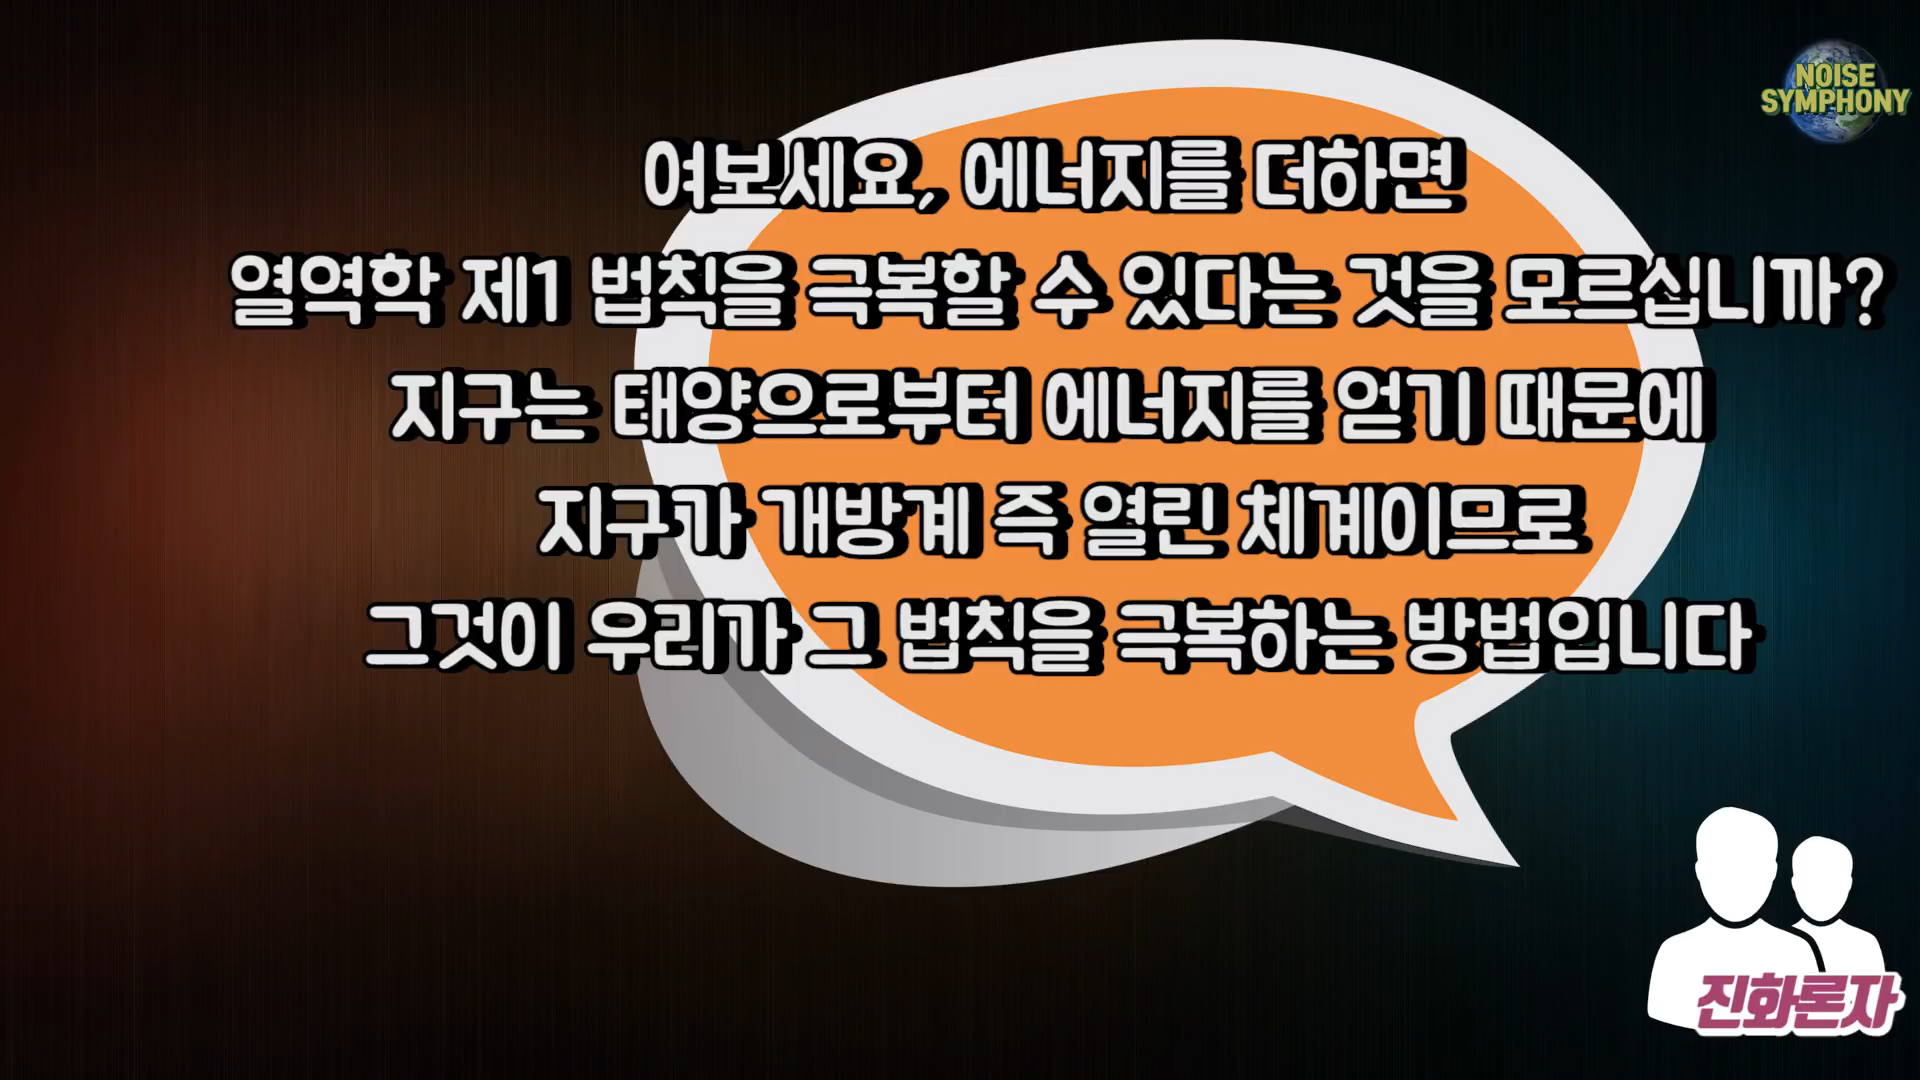 NOISE
SYMPHONY
여보세요, 에너지를 더하면
열역학 제1 법칙을 극복할 수 있다는 것을 모르십니까?
지구는 태양으로부터 에너지를 얻기 때문에
지구가 개방계 즉 열린 체계이므로
그것이 우리가 그 법칙을 극복하는 방법입니다
진화론자